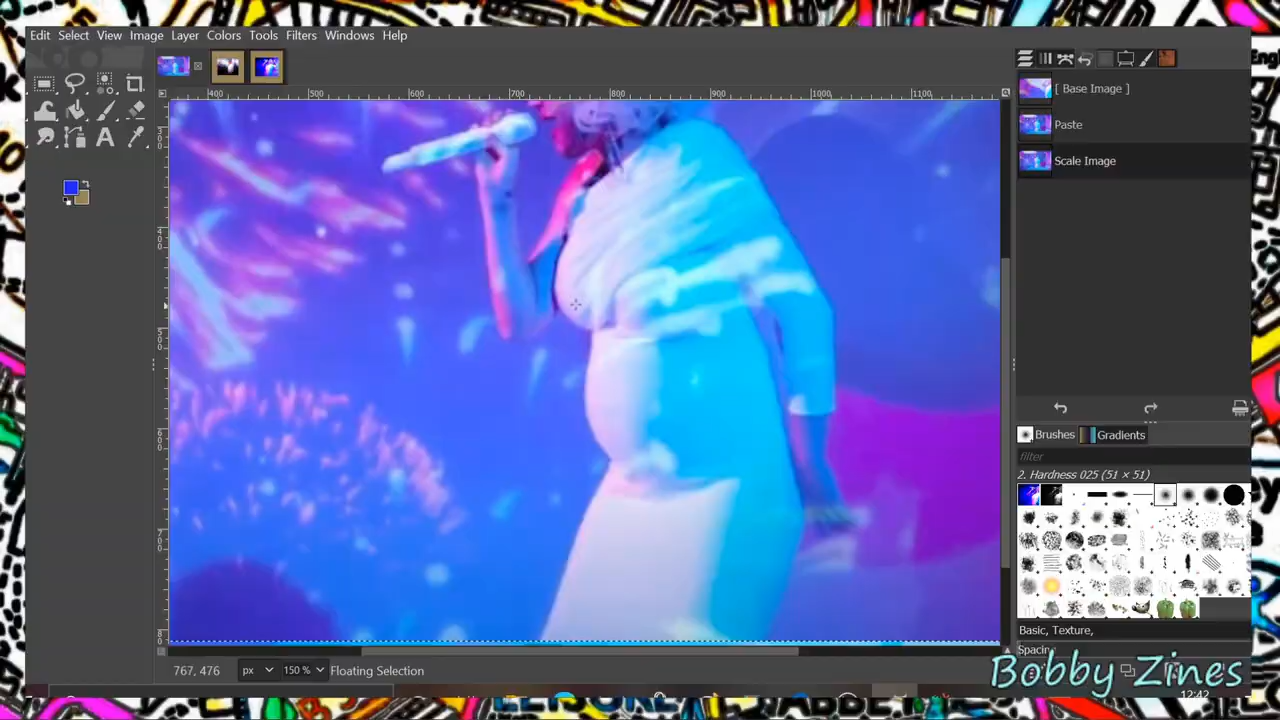 Edit Select View Image Layer Colors Tools Filters Windows Help
400 500 600 700 800 900 1000 1100
[ Base Image ]
Paste
Scale Image
Brushes Gradients
filter
2. Hardness 025 (51 × 51)
Basic, Texture,
Spacing
767, 476 px 150 % Floating Selection
Bobby Zines
12:42